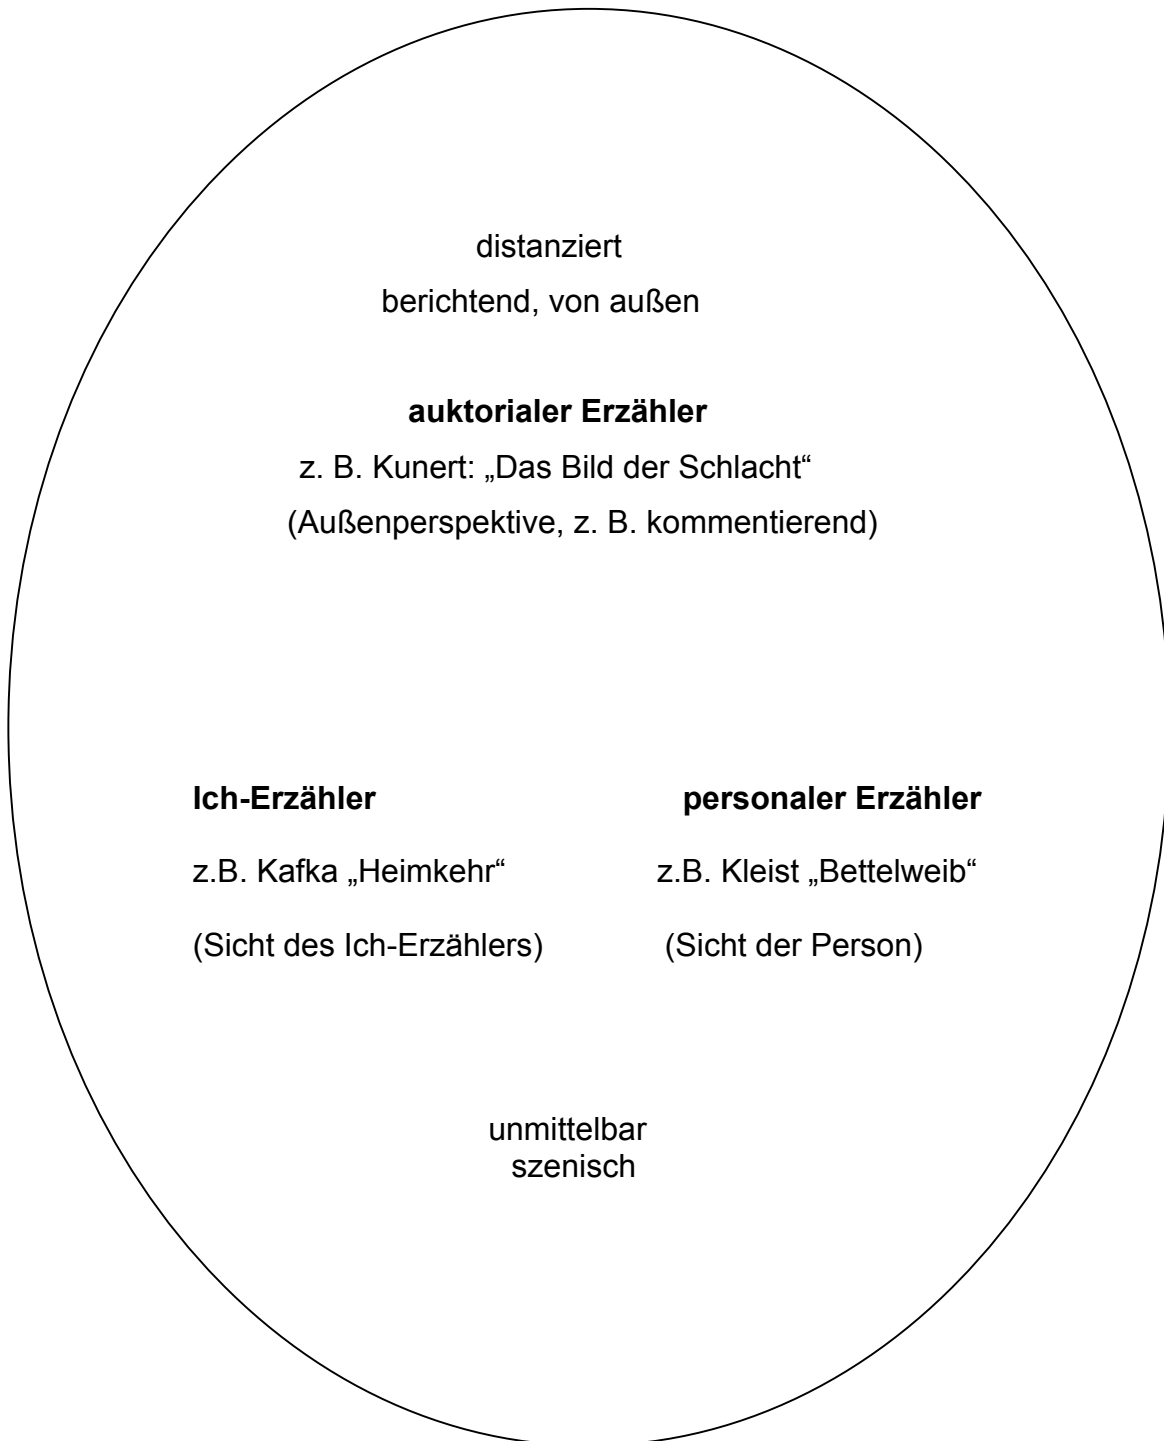 distanziert
berichtend, von außen
auktorialer Erzähler
z. B. Kunert: „Das Bild der Schlacht“
(Außenperspektive, z. B. kommentierend)
Ich-Erzähler
personaler Erzähler
z.B. Kafka „Heimkehr“
z.B. Kleist „Bettelweib“
(Sicht des Ich-Erzählers)
(Sicht der Person)
unmittelbar
szenisch